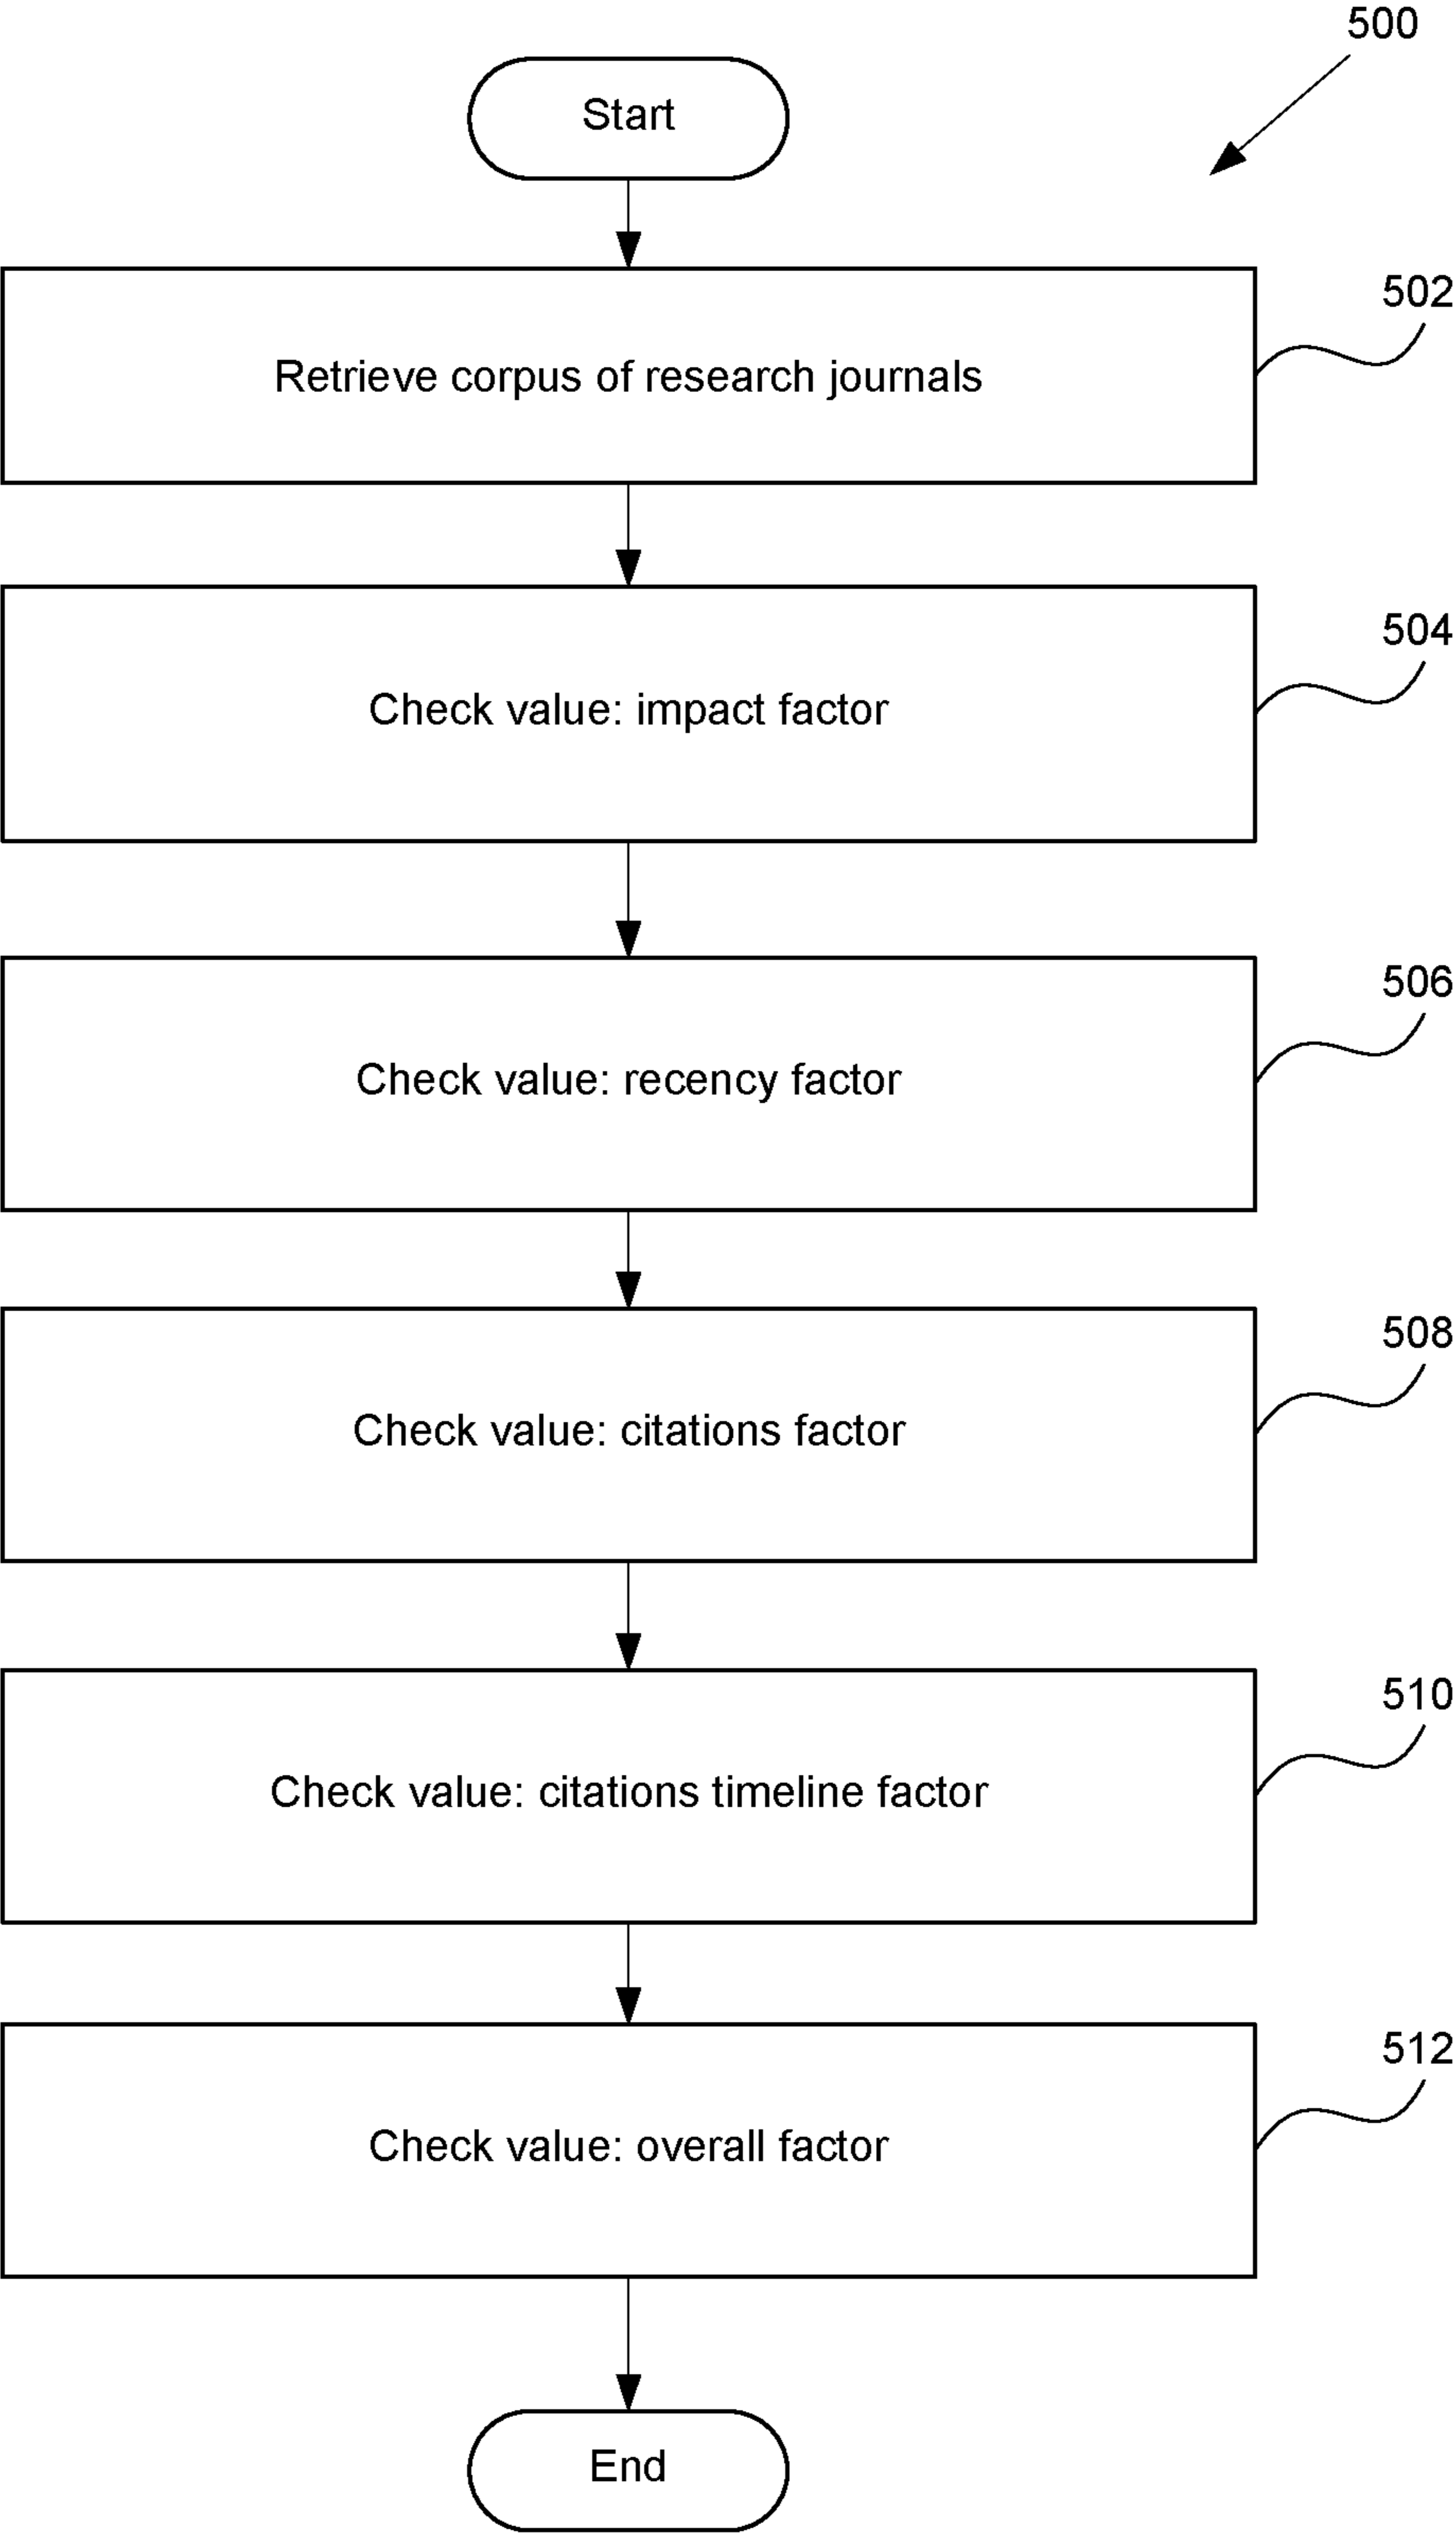 500
Start
502
Retrieve corpus of research journals
504
Check value: impact factor
506
Check value: recency factor
508
Check value: citations factor
510
Check value: citations timeline factor
512
Check value: overall factor
End